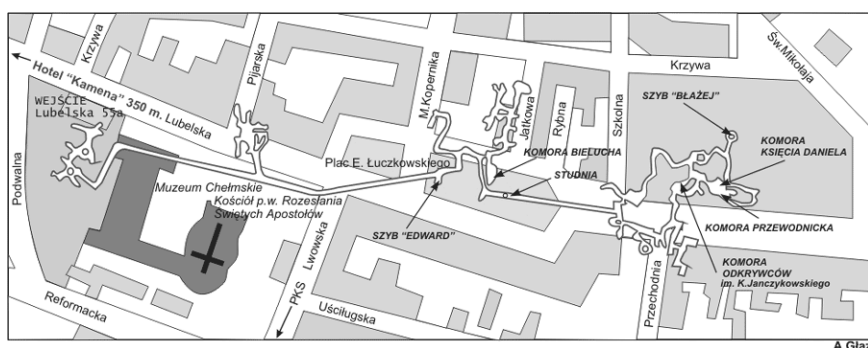 Krzywa
Hotel "Kamena" 350 m.
Lubelska
WEJŚCIE
Lubelska 55a
Podwalna
Pijarska
M.Kopernika
Jatkowa
Rybna
Szkolna
Krzywa
Św.Mikołaja
SZYB "BŁAŻEJ"
KOMORA
KSIĘCIA DANIELA
KOMORA BIELUCHA
Plac.E. Łuczkowskiego
STUDNIA
Muzeum Chełmskie
Kościół p.w. Rozesłania
Świętych Apostołów
SZYB "EDWARD"
KOMORA PRZEWODNICKA
KOMORA
ODKRYWCÓW
im. K.Janczykowskiego
PKS
Lwowska
Przechodnia
Reformacka
Uściługska